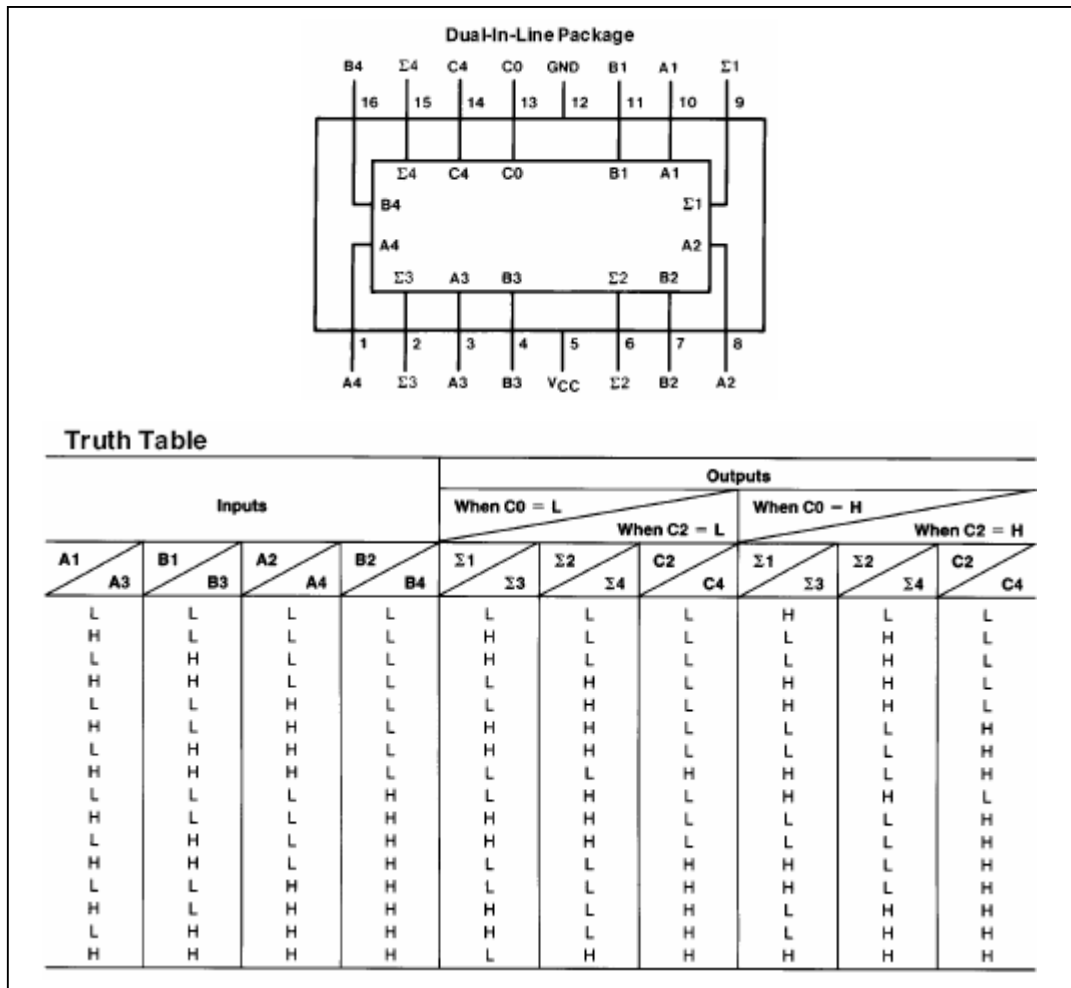 Dual-In-Line Package
B4 Σ4 C4 C0 GND B1 A1 Σ1
16 15 14 13 12 11 10 9
Σ4 C4 C0 B1 A1
B4 Σ1
A4 A2
Σ3 A3 B3 Σ2 B2
1 2 3 4 5 6 7 8
A4 Σ3 A3 B3 VCC Σ2 B2 A2
Truth Table
Outputs
Inputs When C0 = L When C0 – H
When C2 = L When C2 = H
A1 B1 A2 B2 Σ1 Σ2 C2 Σ1 Σ2 C2
A3 B3 A4 B4 Σ3 Σ4 C4 Σ3 Σ4 C4
L L L L L L L H L L
H L L L H L L L H L
L H L L H L L L H L
H H L L L H L H H L
L L H L L H L H H L
H L H L H H L L L H
L H H L H H L L L H
H H H L L L H H L H
L L L H L H L H H L
H L L H H H L L L H
L H L H H H L L L H
H H L H L L H H L H
L L H H L L H H L H
H L H H H L H L H H
L H H H H L H L H H
H H H H L H H H H H